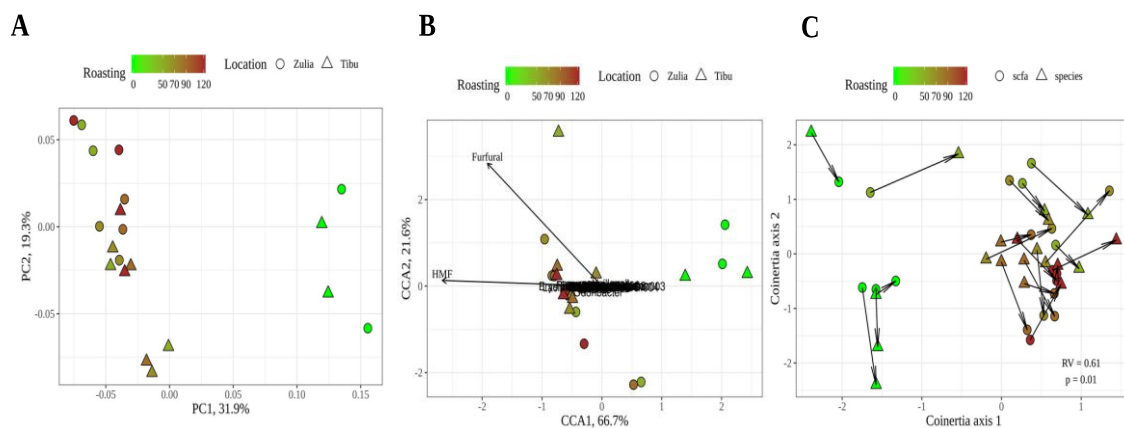 A
B
C
Roasting
0
50
70
90
120
Location
Zulia
Tibu
Roasting
0
50
70
90
120
Location
Zulia
Tibu
Roasting
0
50
70
90
120
scfa
species
0.05
0.00
-0.05
PC2, 19.3%
-0.05
0.00
0.05
0.10
0.15
PC1, 31.9%
2
0
-2
CCA2, 21.6%
Furfural
HMF
Odoribacter
-2
-1
0
1
2
CCA1, 66.7%
2
1
0
-1
-2
Coinertia axis 2
RV = 0.61
p = 0.01
-2
-1
0
1
Coinertia axis 1